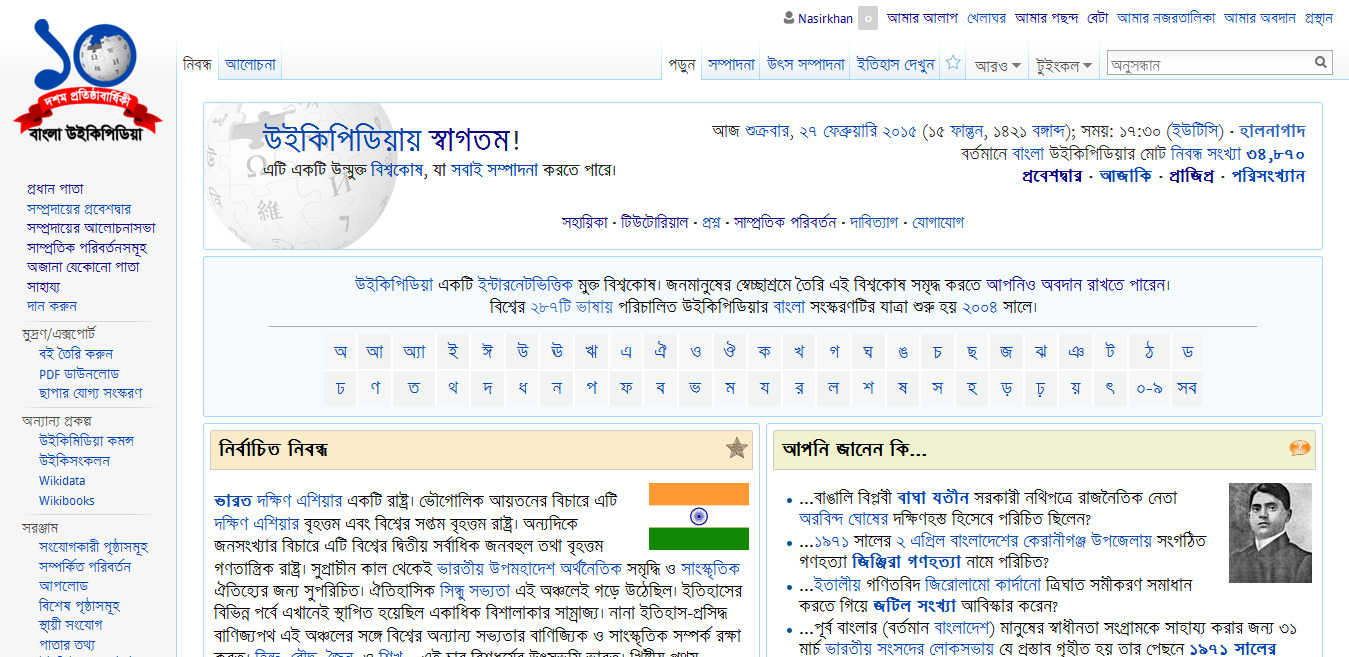 Nasirkhan ০ আমার আলাপ খেলাঘর আমার পছন্দ বেটা আমার নজরতালিকা আমার অবদান প্রস্থান
১০
দশম প্রতিষ্ঠাবার্ষিকী
বাংলা উইকিপিডিয়া
নিবন্ধ আলোচনা পড়ুন সম্পাদনা উৎস সম্পাদনা ইতিহাস দেখুন আরও টুইংকল অনুসন্ধান
প্রধান পাতা
সম্প্রদায়ের প্রবেশদ্বার
সম্প্রদায়ের আলোচনাসভা
সাম্প্রতিক পরিবর্তনসমূহ
অজানা যেকোনো পাতা
সাহায্য
দান করুন
মুদ্রণ/এক্সপোর্ট
বই তৈরি করুন
PDF ডাউনলোড
ছাপার যোগ্য সংস্করণ
অন্যান্য প্রকল্প
উইকিমিডিয়া কমন্স
উইকিসংকলন
Wikidata
Wikibooks
সরঞ্জাম
সংযোগকারী পৃষ্ঠাসমূহ
সম্পর্কিত পরিবর্তন
আপলোড
বিশেষ পৃষ্ঠাসমূহ
স্থায়ী সংযোগ
পাতার তথ্য
উইকিপিডিয়ায় স্বাগতম!
এটি একটি উন্মুক্ত বিশ্বকোষ, যা সবাই সম্পাদনা করতে পারে।
আজ শুক্রবার, ২৭ ফেব্রুয়ারি ২০১৫ (১৫ ফাল্গুন, ১৪২১ বঙ্গাব্দ); সময়: ১৭:৩০ (ইউটিসি) · হালনাগাদ
বর্তমানে বাংলা উইকিপিডিয়ার মোট নিবন্ধ সংখ্যা ৩৪,৮৭০
প্রবেশদ্বার · আজাকি · প্রাজিপ্র · পরিসংখ্যান
সহায়িকা · টিউটোরিয়াল · প্রশ্ন · সাম্প্রতিক পরিবর্তন · দাবিত্যাগ · যোগাযোগ
উইকিপিডিয়া একটি ইন্টারনেটভিত্তিক মুক্ত বিশ্বকোষ। জনমানুষের স্বেচ্ছাশ্রমে তৈরি এই বিশ্বকোষ সমৃদ্ধ করতে আপনিও অবদান রাখতে পারেন।
বিশ্বের ২৮৭টি ভাষায় পরিচালিত উইকিপিডিয়ার বাংলা সংস্করণটির যাত্রা শুরু হয় ২০০৪ সালে।
অ আ অ্যা ই ঈ উ ঊ ঋ এ ঐ ও ঔ ক খ গ ঘ ঙ চ ছ জ ঝ ঞ ট ঠ ড
ঢ ণ ত থ দ ধ ন প ফ ব ভ ম য র ল শ ষ স হ ড় ঢ় য় ৎ ০-৯ সব
নির্বাচিত নিবন্ধ
ভারত দক্ষিণ এশিয়ার একটি রাষ্ট্র। ভৌগোলিক আয়তনের বিচারে এটি
দক্ষিণ এশিয়ার বৃহত্তম এবং বিশ্বের সপ্তম বৃহত্তম রাষ্ট্র। অন্যদিকে
জনসংখ্যার বিচারে এটি বিশ্বের দ্বিতীয় সর্বাধিক জনবহুল তথা বৃহত্তম
গণতান্ত্রিক রাষ্ট্র। সুপ্রাচীন কাল থেকেই ভারতীয় উপমহাদেশ অর্থনৈতিক সমৃদ্ধি ও সাংস্কৃতিক
ঐতিহ্যের জন্য সুপরিচিত। ঐতিহাসিক সিন্ধু সভ্যতা এই অঞ্চলেই গড়ে উঠেছিল। ইতিহাসের
বিভিন্ন পর্বে এখানেই স্থাপিত হয়েছিল একাধিক বিশালাকার সাম্রাজ্য। নানা ইতিহাস-প্রসিদ্ধ
বাণিজ্যপথ এই অঞ্চলের সঙ্গে বিশ্বের অন্যান্য সভ্যতার বাণিজ্যিক ও সাংস্কৃতিক সম্পর্ক রক্ষা
আপনি জানেন কি...
...বাঙালি বিপ্লবী বাঘা যতীন সরকারী নথিপত্রে রাজনৈতিক নেতা
অরবিন্দ ঘোষের দক্ষিণহস্ত হিসেবে পরিচিত ছিলেন?
...১৯৭১ সালের ২ এপ্রিল বাংলাদেশের কেরানীগঞ্জ উপজেলায় সংগঠিত
গণহত্যা জিঞ্জিরা গণহত্যা নামে পরিচিত?
...ইতালীয় গণিতবিদ জিরোলামো কার্দানো ত্রিঘাত সমীকরণ সমাধান
করতে গিয়ে জটিল সংখ্যা আবিষ্কার করেন?
...পূর্ব বাংলার (বর্তমান বাংলাদেশ) মানুষের স্বাধীনতা সংগ্রামকে সাহায্য করার জন্য ৩১
মার্চ ভারতীয় সংসদের লোকসভায় যে প্রস্তাব গৃহীত হয় তার পেছনে ১৯৭১ সালের